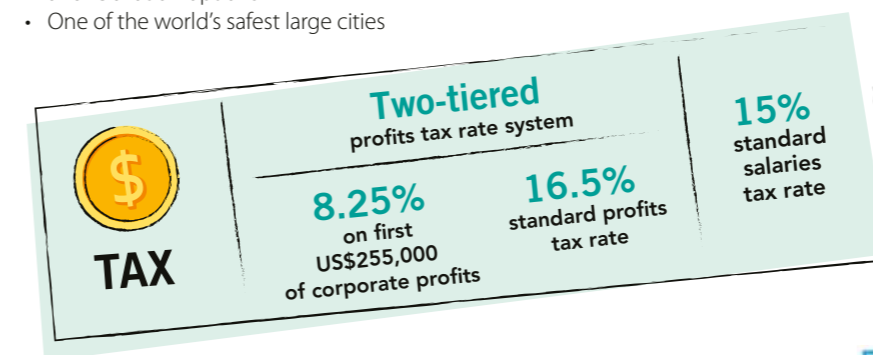 • One of the world's safest large cities
$
TAX
Two-tiered
profits tax rate system
8.25%
on first
US$255,000
of corporate profits
16.5%
standard profits
tax rate
15%
standard
salaries
tax rate